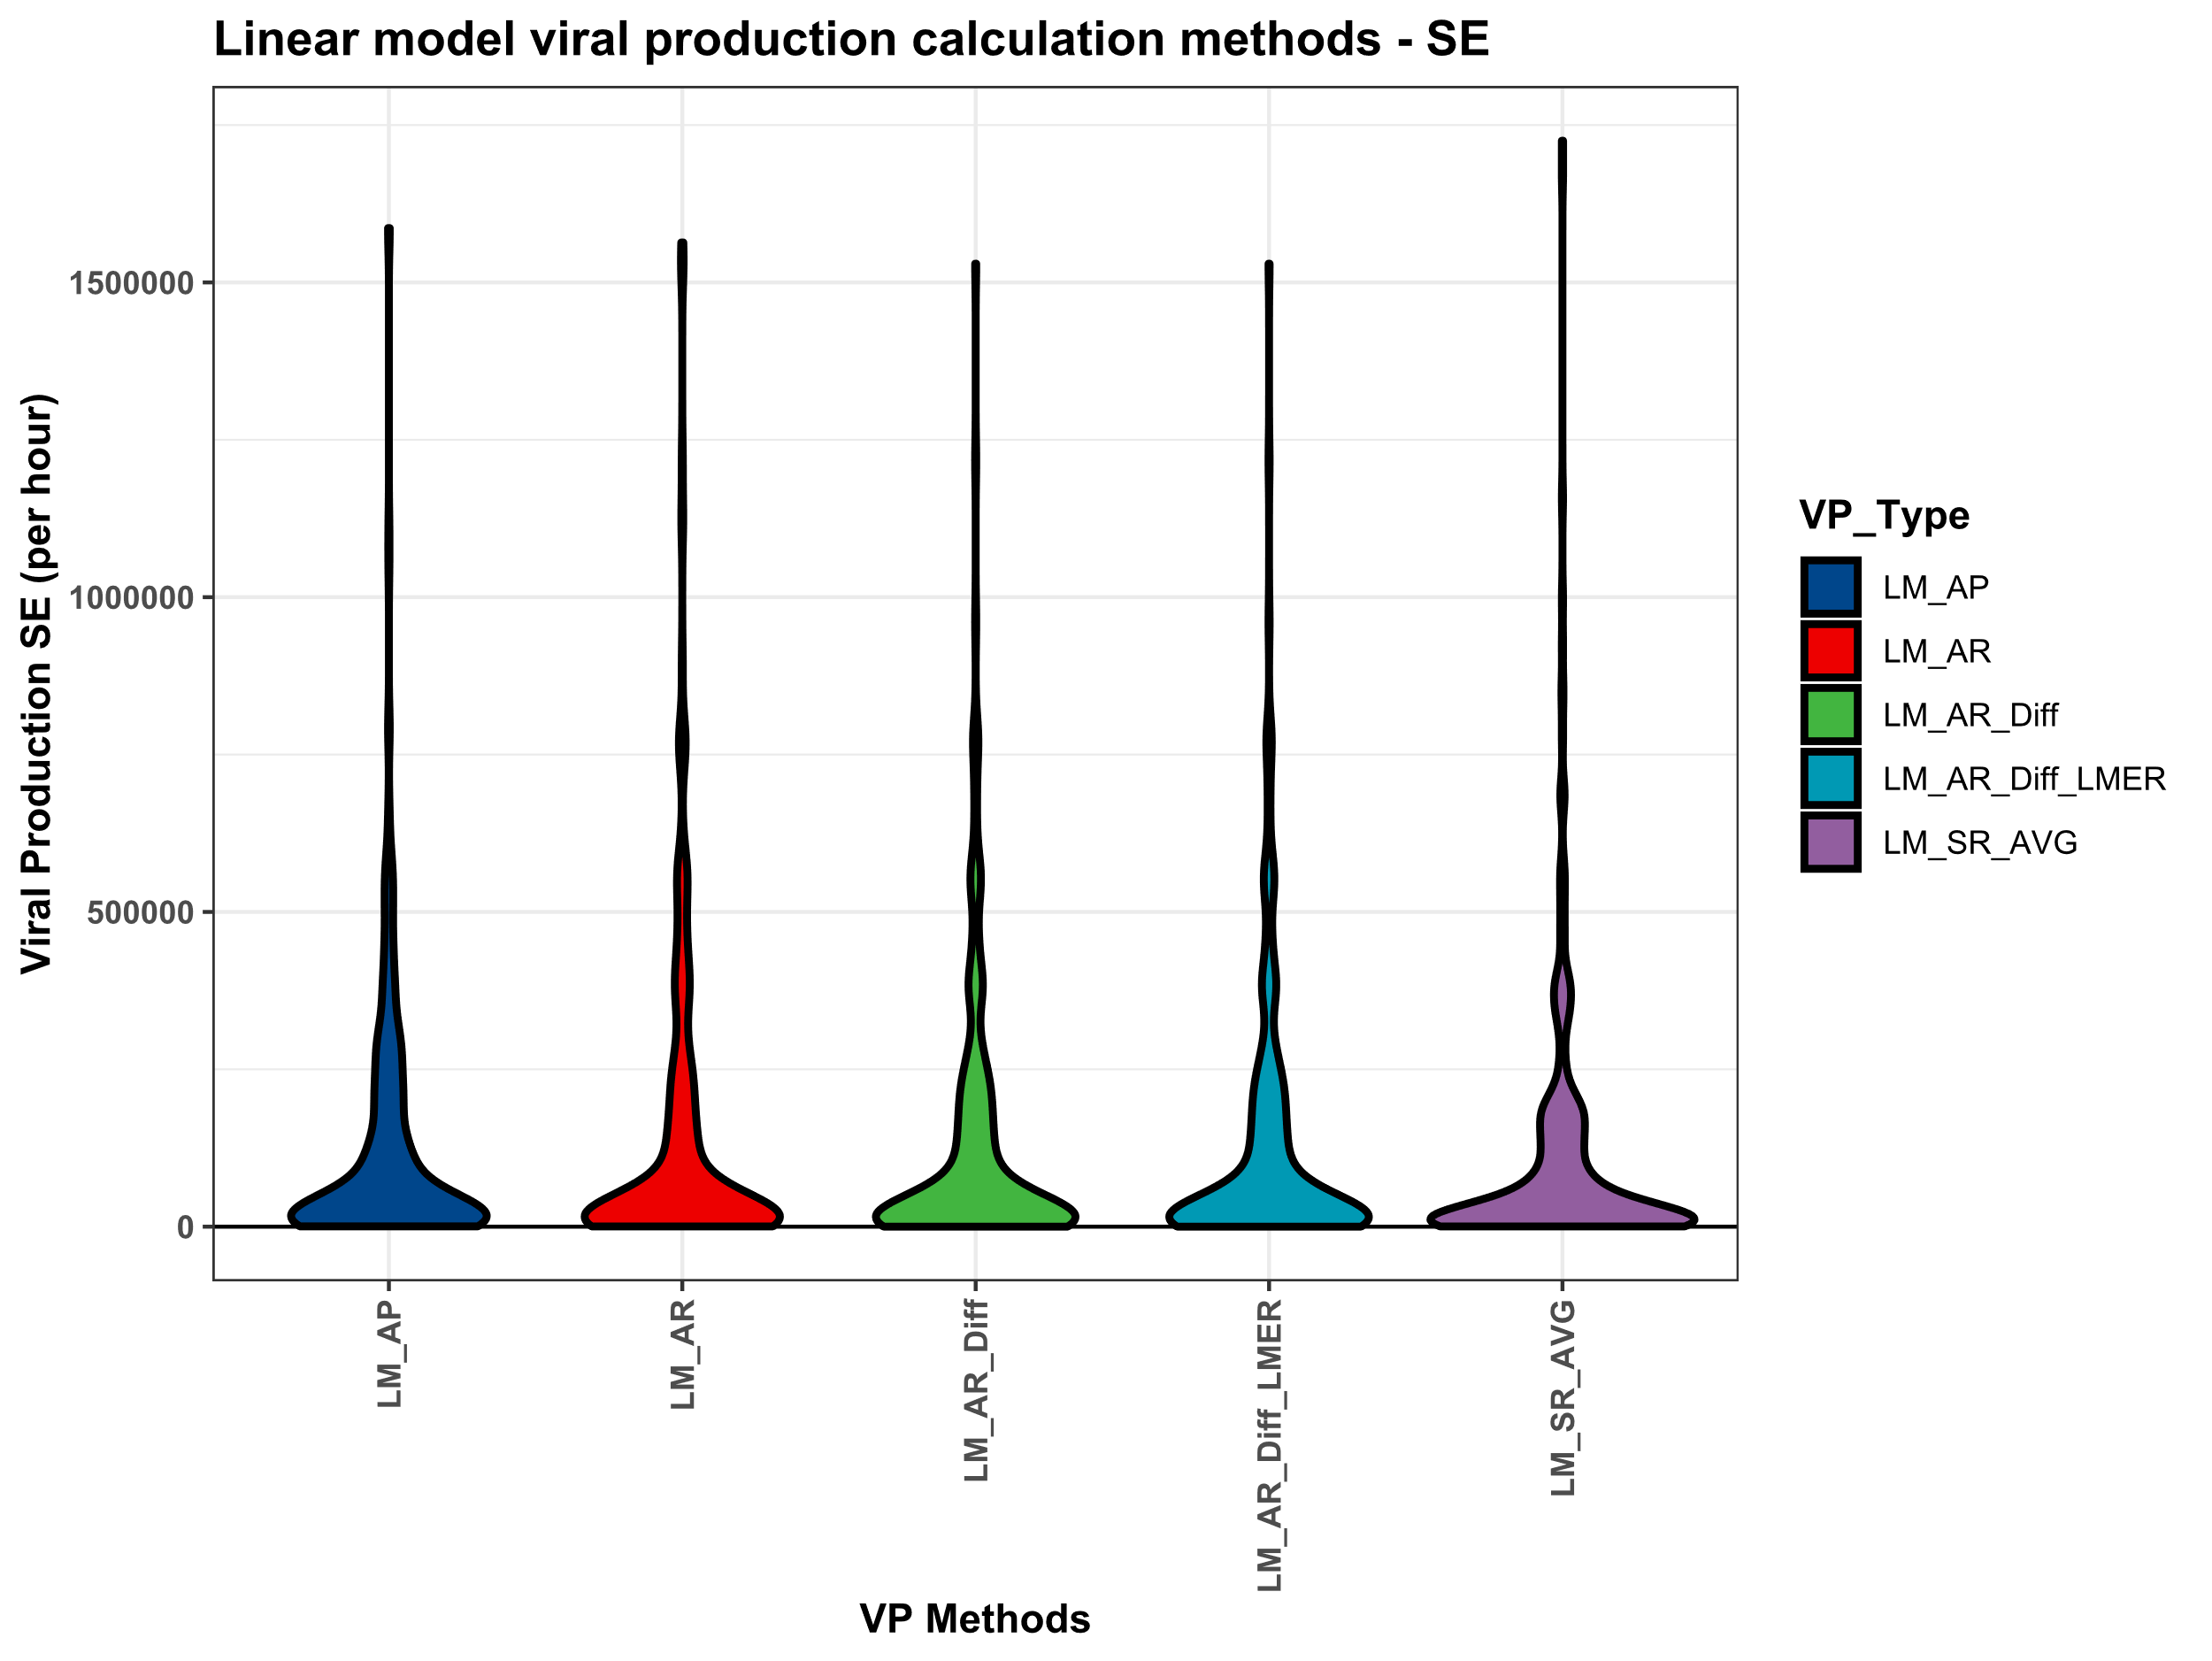 Linear model viral production calculation methods - SE
Viral Production SE (per hour)
1500000
1000000
500000
0
LM_AP
LM_AR
LM_AR_Diff
LM_AR_Diff_LMER
LM_SR_AVG
VP Methods
VP_Type
LM_AP
LM_AR
LM_AR_Diff
LM_AR_Diff_LMER
LM_SR_AVG